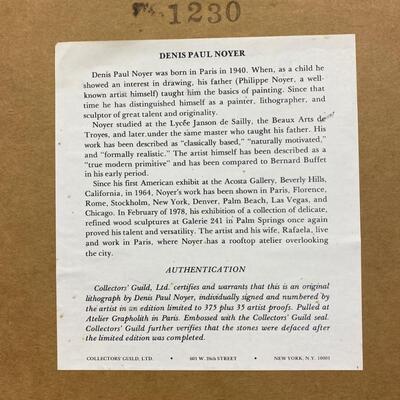 1230
DENIS PAUL NOYER
Denis Paul Noyer was born in Paris in 1940. When, as a child he
showed an interest in drawing, his father (Philippe Noyer, a well-
known artist himself) taught him the basics of painting. Since that
time he has distinguished himself as a painter, lithographer, and
sculptor of great talent and originality.
Noyer studied at the Lycée Janson de Sailly, the Beaux Arts de
Troyes, and later under the same master who taught his father. His
work has been described as "classically based," "naturally motivated,"
and "formally realistic." The artist himself has been described as a
"true modern primitive" and has been compared to Bernard Buffet
in his early period.
Since his first American exhibit at the Acosta Gallery, Beverly Hills,
California, in 1964, Noyer's work has been shown in Paris, Florence,
Rome, Stockholm, New York, Denver, Palm Beach, Las Vegas, and
Chicago. In February of 1978, his exhibition of a collection of delicate,
refined wood sculptures at Galerie 241 in Palm Springs once again
proved his talent and versatility. The artist and his wife, Rafaela, live
and work in Paris, where Noyer has a rooftop atelier overlooking
the city.
AUTHENTICATION
Collectors' Guild, Ltd. certifies and warrants that this is an original
lithograph by Denis Paul Noyer, individually signed and numbered by
the artist in an edition limited to 375 plus 35 artist proofs. Pulled at
Atelier Grapholith in Paris. Embossed with the Collectors' Guild seal.
Collectors' Guild further verifies that the stones were defaced after
the limited edition was completed.
COLLECTORS' GUILD, LTD. • 601 W. 26th STREET • NEW YORK, N.Y. 10001